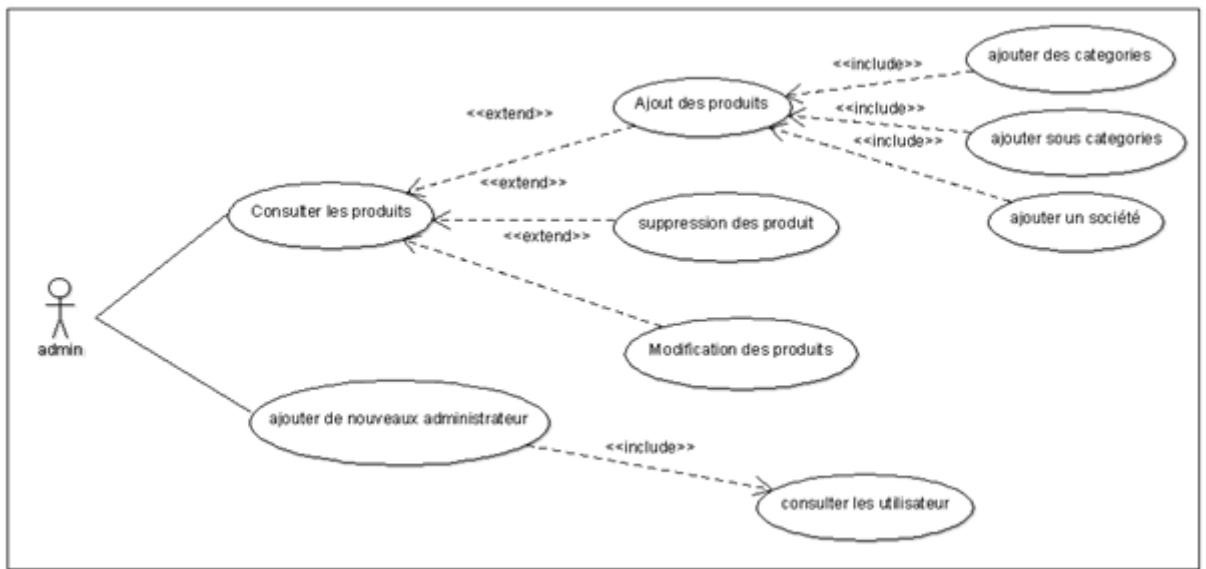 ajouter des categories
<<include>>
Ajout des produits
<<extend>>
<<include>>
<<include>>
ajouter sous categories
<<extend>>
Consulter les produits
ajouter un société
suppression des produit
<<extend>>
admin
Modification des produits
ajouter de nouveaux administrateur
<<include>>
consulter les utilisateur